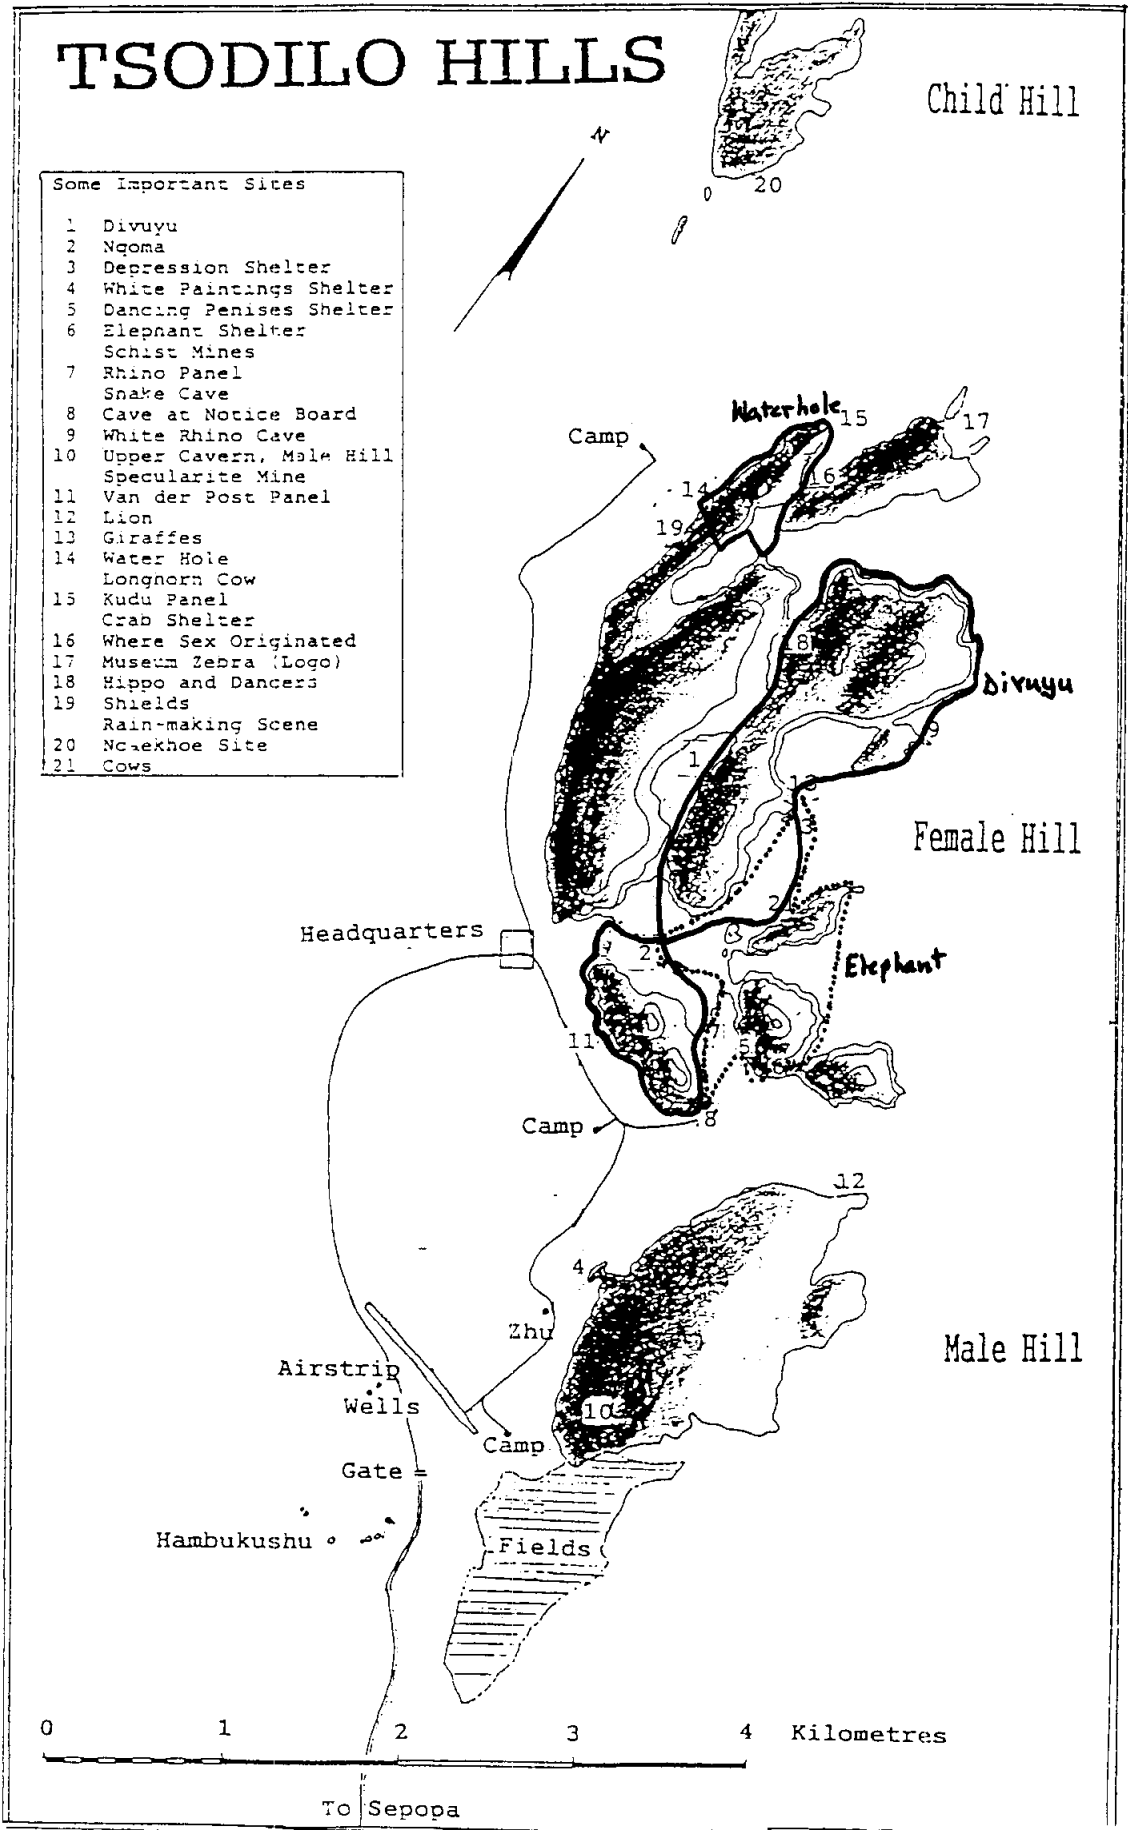 TSODILO HILLS
Child Hill
N
20
Some Important Sites
1 Divuyu
2 Nqoma
3 Depression Shelter
4 White Paintings Shelter
5 Dancing Penises Shelter
6 Elephant Shelter
Schist Mines
7 Rhino Panel
Snake Cave
8 Cave at Notice Board
9 White Rhino Cave
10 Upper Cavern, Male Hill
Specularite Mine
11 Van der Post Panel
12 Lion
13 Giraffes
14 Water Hole
Longhorn Cow
15 Kudu Panel
Crab Shelter
16 Where Sex Originated
17 Museum Zebra (Logo)
18 Hippo and Dancers
19 Shields
Rain-making Scene
20 Ncaekhoe Site
21 Cows
Waterhole
15
17
Camp
16
14
19
18
Divuyu
9
1
13
3
Female Hill
2
Headquarters
2
Elephant
7
11
5
6
8
Camp
12
4
Zhu
Male Hill
Airstrip
Wells
10
Camp
Gate
Hambukushu
Fields
0 1 2 3 4 Kilometres
To Sepopa